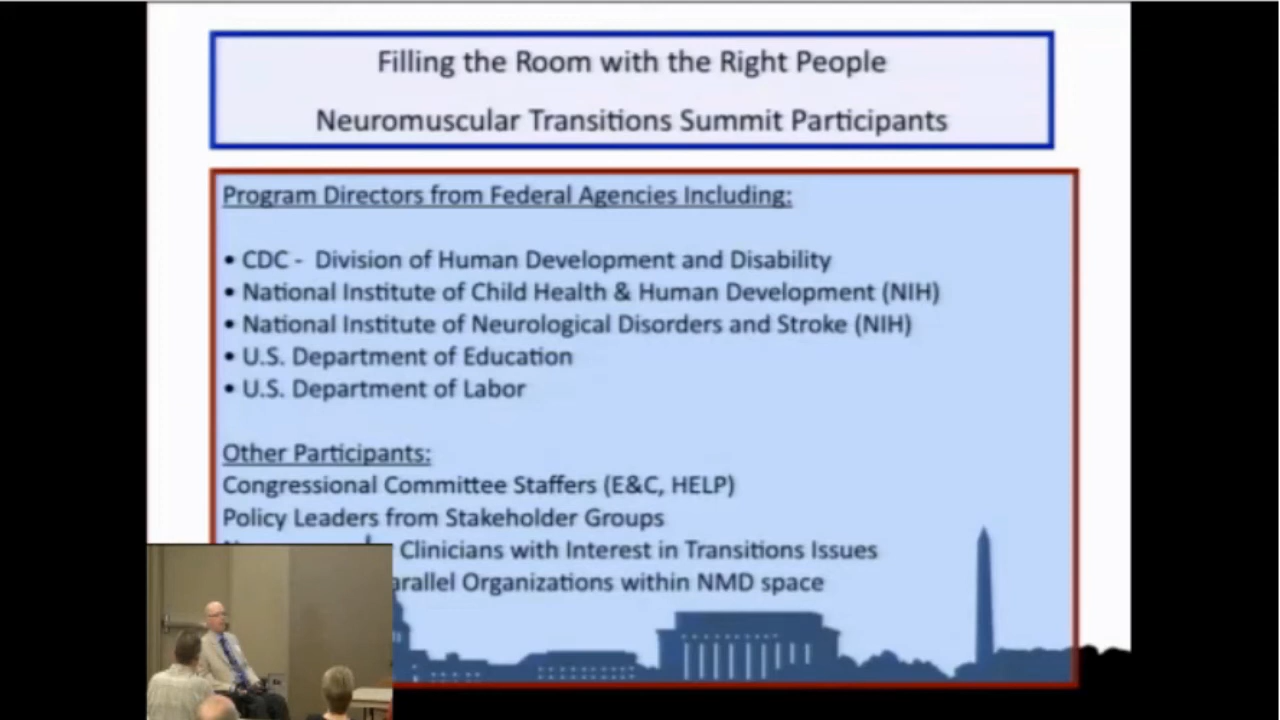 Filling the Room with the Right People
Neuromuscular Transitions Summit Participants
Program Directors from Federal Agencies Including:
• CDC - Division of Human Development and Disability
• National Institute of Child Health & Human Development (NIH)
• National Institute of Neurological Disorders and Stroke (NIH)
• U.S. Department of Education
• U.S. Department of Labor
Other Participants:
Congressional Committee Staffers (E&C, HELP)
Policy Leaders from Stakeholder Groups
Clinicians with Interest in Transitions Issues
arallel Organizations within NMD space